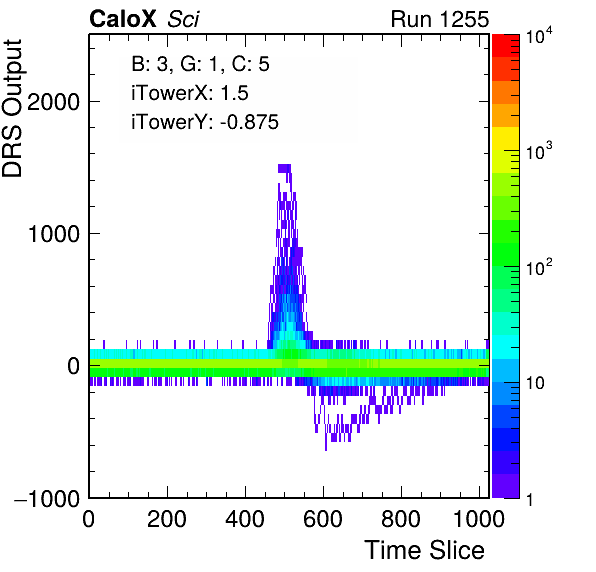 CaloX Sci Run 1255
B: 3, G: 1, C: 5
iTowerX: 1.5
iTowerY: -0.875
DRS Output
2000
1000
0
−1000
0 200 400 600 800 1000
Time Slice
10^4
10^3
10^2
10
1